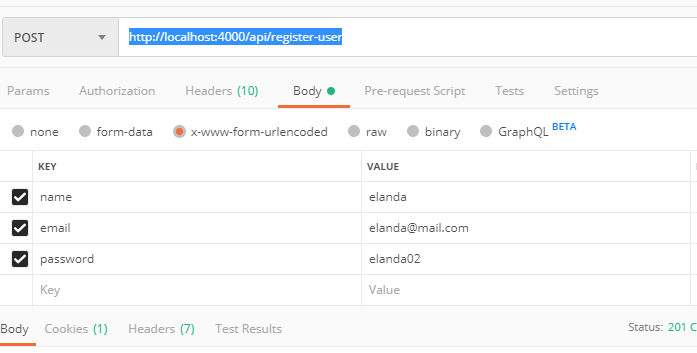 POST http://localhost:4000/api/register-user
Params Authorization Headers (10) Body Pre-request Script Tests Settings
none form-data x-www-form-urlencoded raw binary GraphQL BETA
KEY VALUE
name elanda
email elanda@mail.com
password elanda02
Key Value
Body Cookies (1) Headers (7) Test Results Status: 201 C